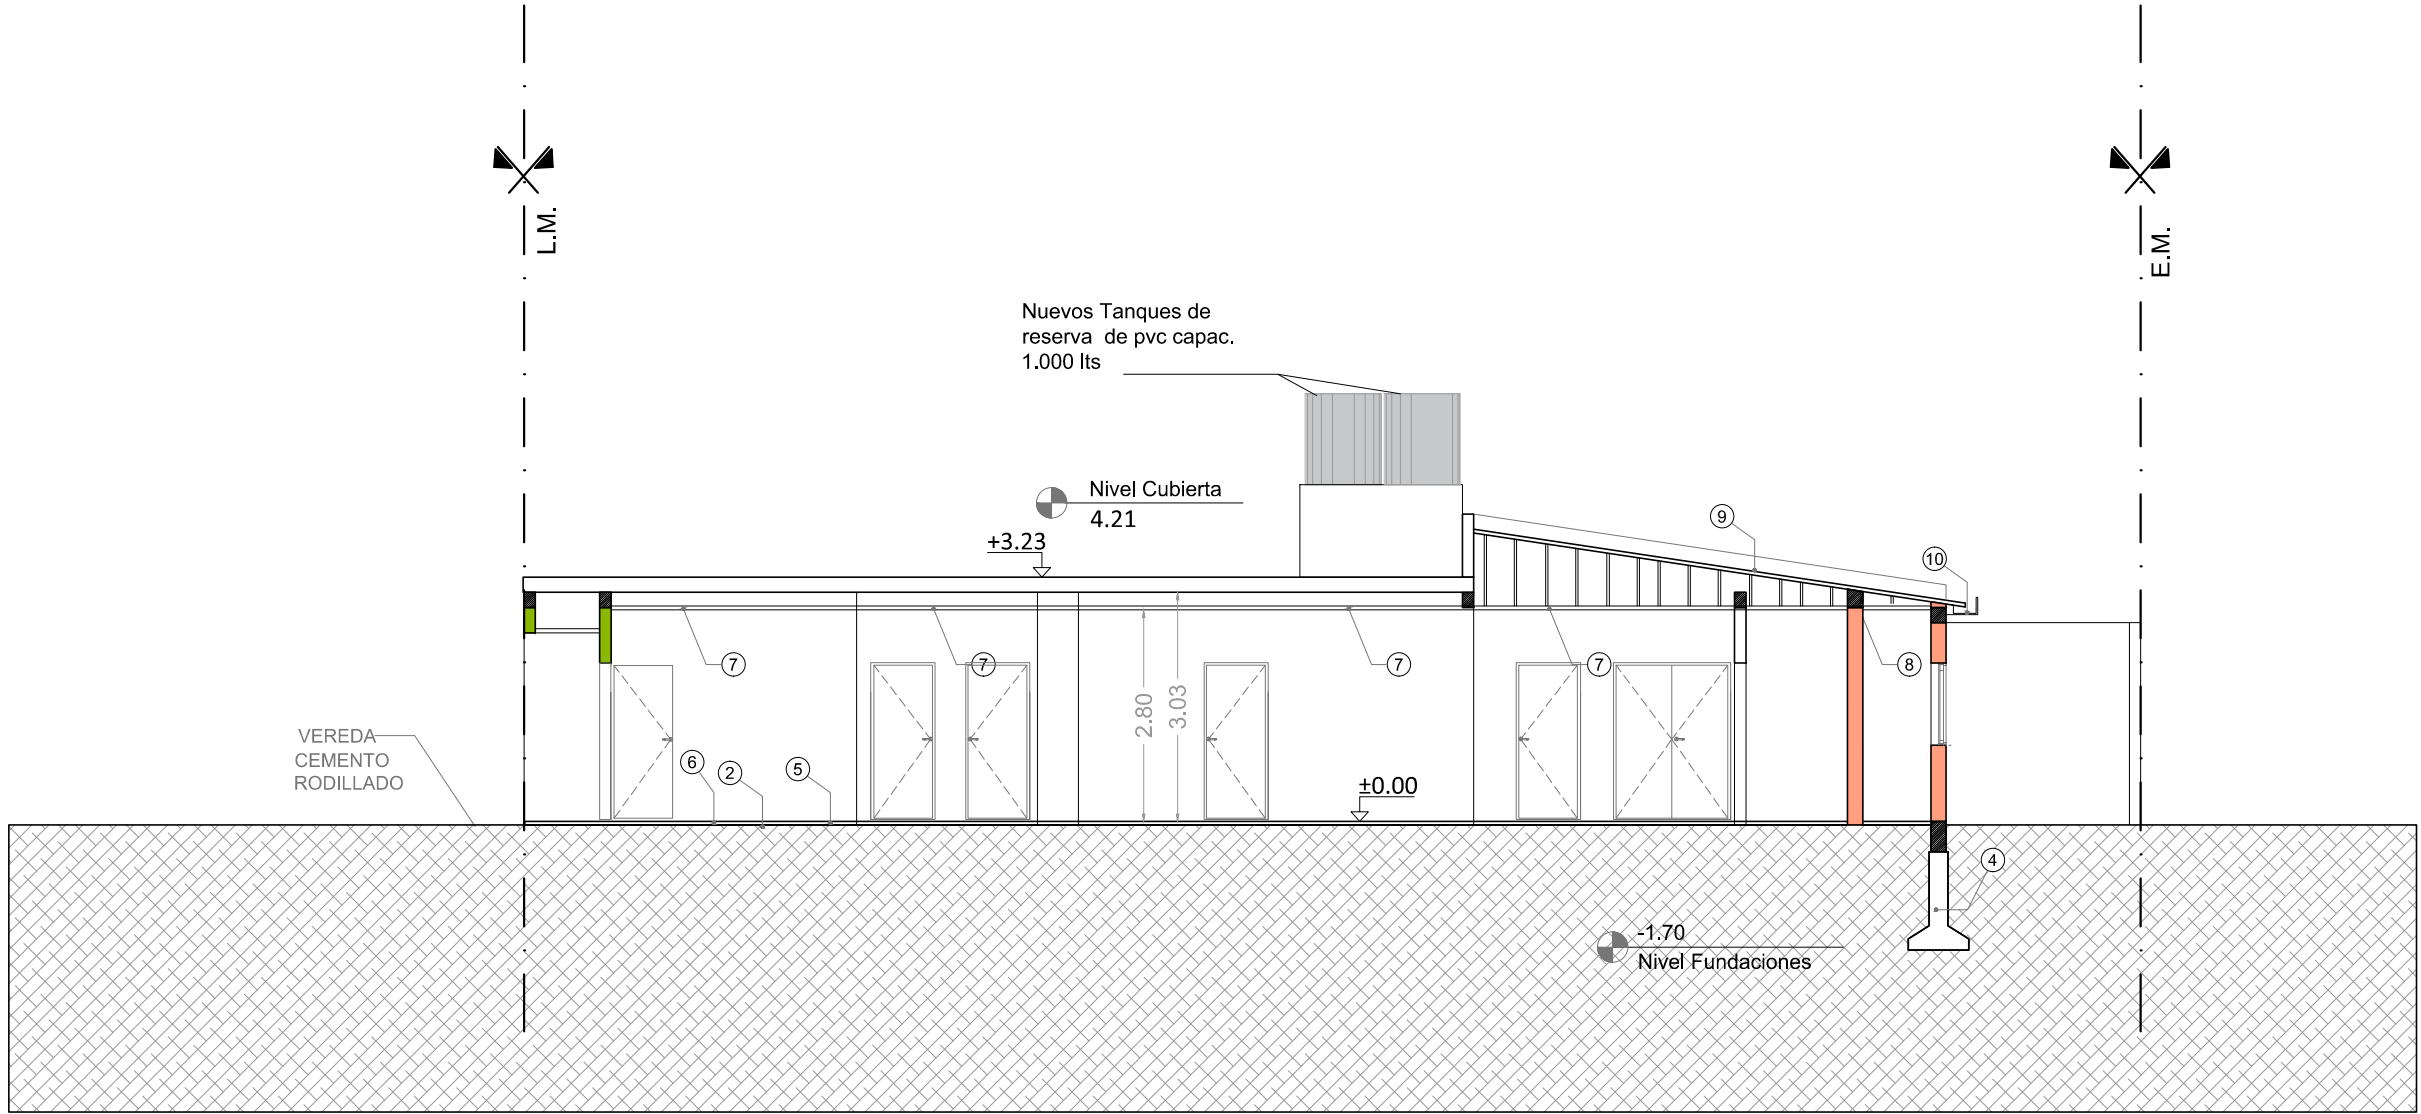 L.M.
E.M.
Nuevos Tanques de
reserva de pvc capac.
1.000 lts
Nivel Cubierta
4.21
+3.23
9
10
7
7
7
7
8
2.80
3.03
VEREDA
CEMENTO
RODILLADO
6
2
5
±0.00
4
-1.70
Nivel Fundaciones